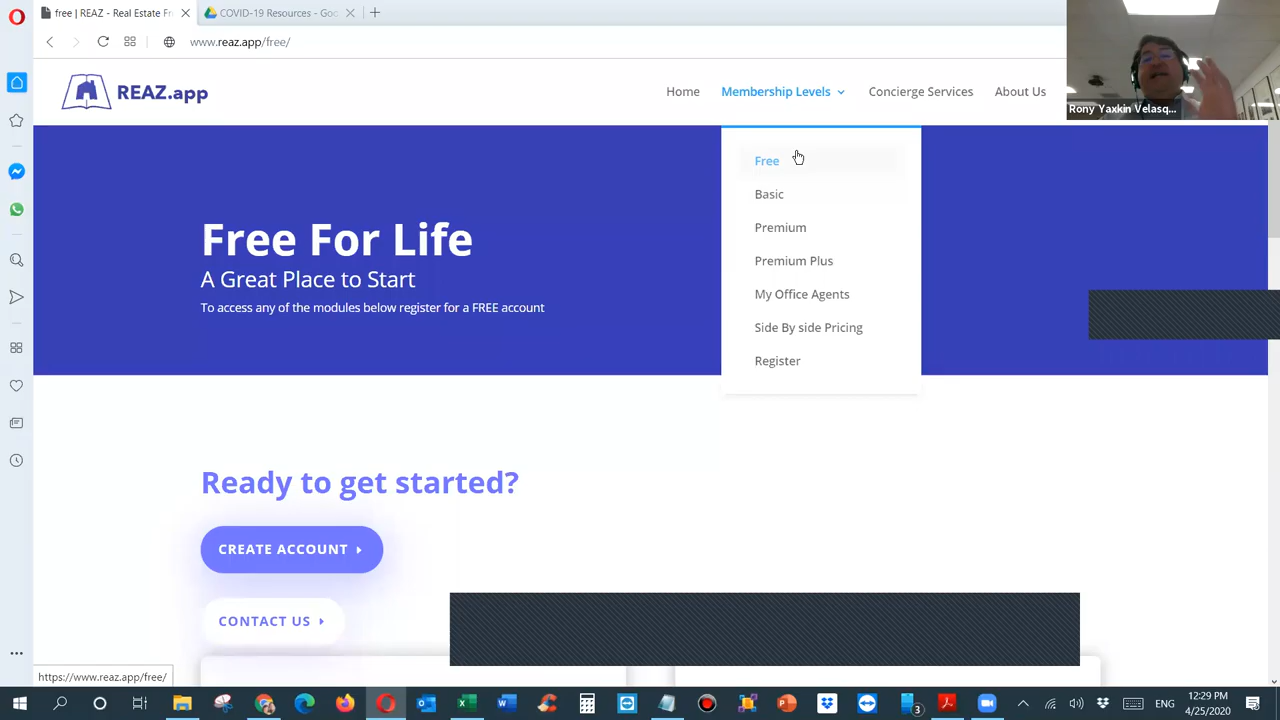 free | REAZ - Real Estate Fr
COVID-19 Resources - Goo
www.reaz.app/free/
REAZ.app
Home
Membership Levels
Concierge Services
About Us
Rony Yaxkin Velasq...
Free
Basic
Premium
Premium Plus
My Office Agents
Side By side Pricing
Register
Free For Life
A Great Place to Start
To access any of the modules below register for a FREE account
Ready to get started?
CREATE ACCOUNT
CONTACT US
https://www.reaz.app/free/
3
12:29 PM
4/25/2020